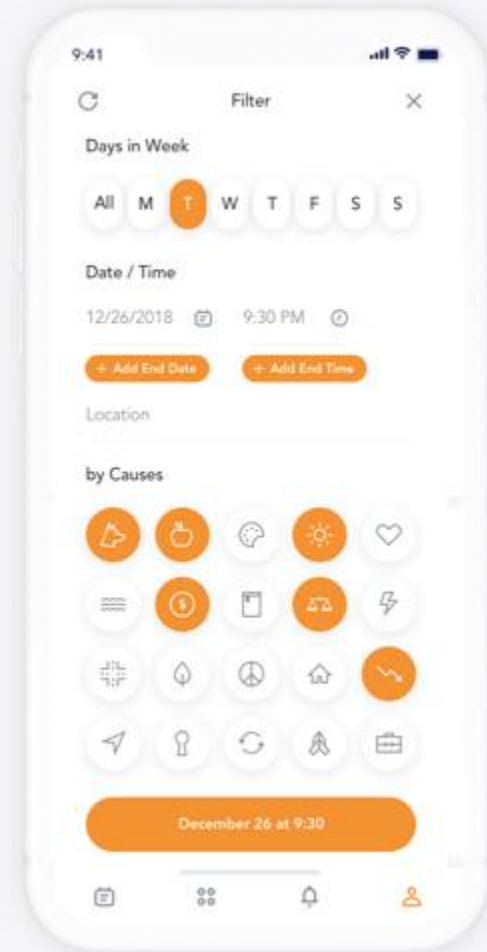 9:41
Filter
Days in Week
All M T W T F S S
Date / Time
12/26/2018 9:30 PM
+ Add End Date + Add End Time
Location
by Causes
$
December 26 at 9:30